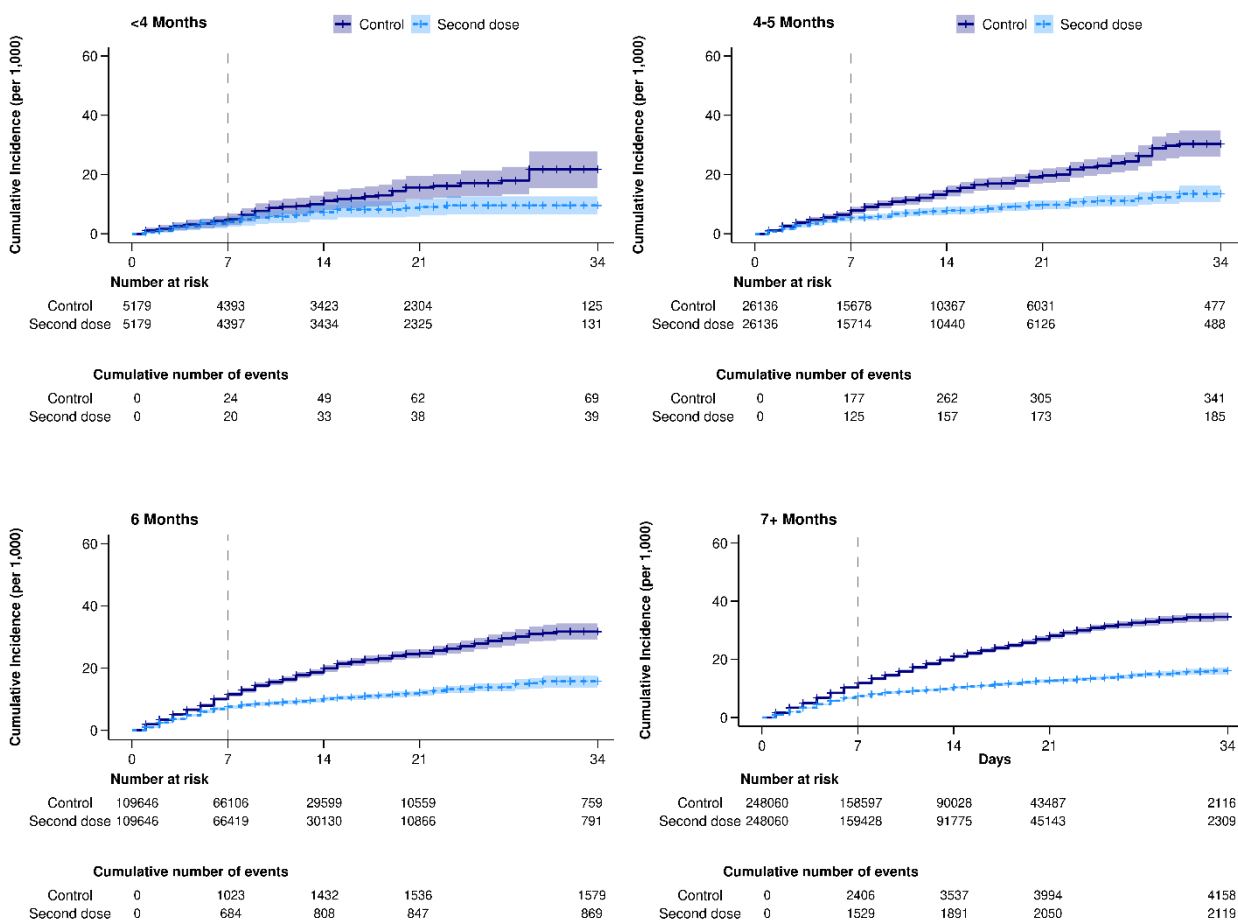 <4 Months
Control Second dose
Cumulative Incidence (per 1,000)
60
40
20
0
0 7 14 21 34
Number at risk
Control 5179 4393 3423 2304 125
Second dose 5179 4397 3434 2325 131
Cumulative number of events
Control 0 24 49 62 69
Second dose 0 20 33 38 39
4-5 Months
Control Second dose
Cumulative Incidence (per 1,000)
60
40
20
0
0 7 14 21 34
Number at risk
Control 26136 15678 10367 6031 477
Second dose 26136 15714 10440 6126 488
Cumulative number of events
Control 0 177 262 305 341
Second dose 0 125 157 173 185
6 Months
Cumulative Incidence (per 1,000)
60
40
20
0
0 7 14 21 34
Number at risk
Control 109646 66106 29599 10559 759
Second dose 109646 66419 30130 10866 791
Cumulative number of events
Control 0 1023 1432 1536 1579
Second dose 0 684 808 847 869
7+ Months
Cumulative Incidence (per 1,000)
60
40
20
0
0 7 14 21 34
Days
Number at risk
Control 248060 158597 90028 43487 2116
Second dose 248060 159428 91775 45143 2309
Cumulative number of events
Control 0 2406 3537 3994 4158
Second dose 0 1529 1891 2050 2119